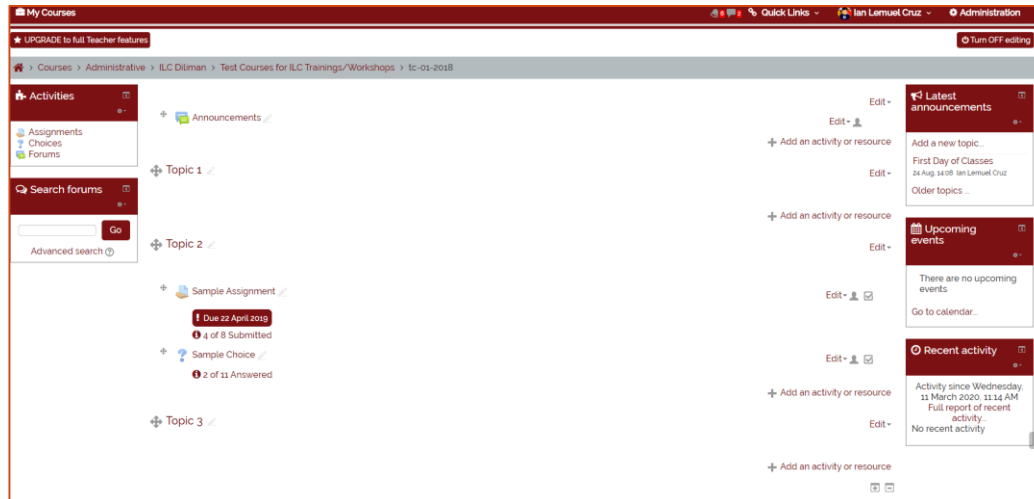 My Courses
6 2 Quick Links Ian Lemuel Cruz Administration
UPGRADE to full Teacher features
Turn OFF editing
> Courses > Administrative > ILC Diliman > Test Courses for ILC Trainings/Workshops > tc-01-2018
Activities
Assignments
Choices
Forums
Search forums
Go
Advanced search
Edit
Announcements
Edit
Add an activity or resource
Topic 1
Edit
Add an activity or resource
Topic 2
Edit
Sample Assignment
Edit
Due 22 April 2019
4 of 8 Submitted
Sample Choice
Edit
2 of 11 Answered
Add an activity or resource
Topic 3
Edit
Add an activity or resource
Latest
announcements
Add a new topic...
First Day of Classes
24 Aug, 14:08 Ian Lemuel Cruz
Older topics ...
Upcoming
events
There are no upcoming
events
Go to calendar...
Recent activity
Activity since Wednesday,
11 March 2020, 11:14 AM
Full report of recent
activity...
No recent activity